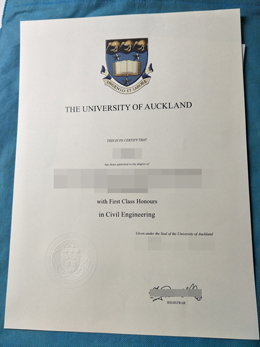 INGENIO ET LABORE
THE UNIVERSITY OF AUCKLAND
THIS IS TO CERTIFY THAT
has been admitted to the degree of
with First Class Honours
in Civil Engineering
Given under the Seal of the University of Auckland
REGISTRAR